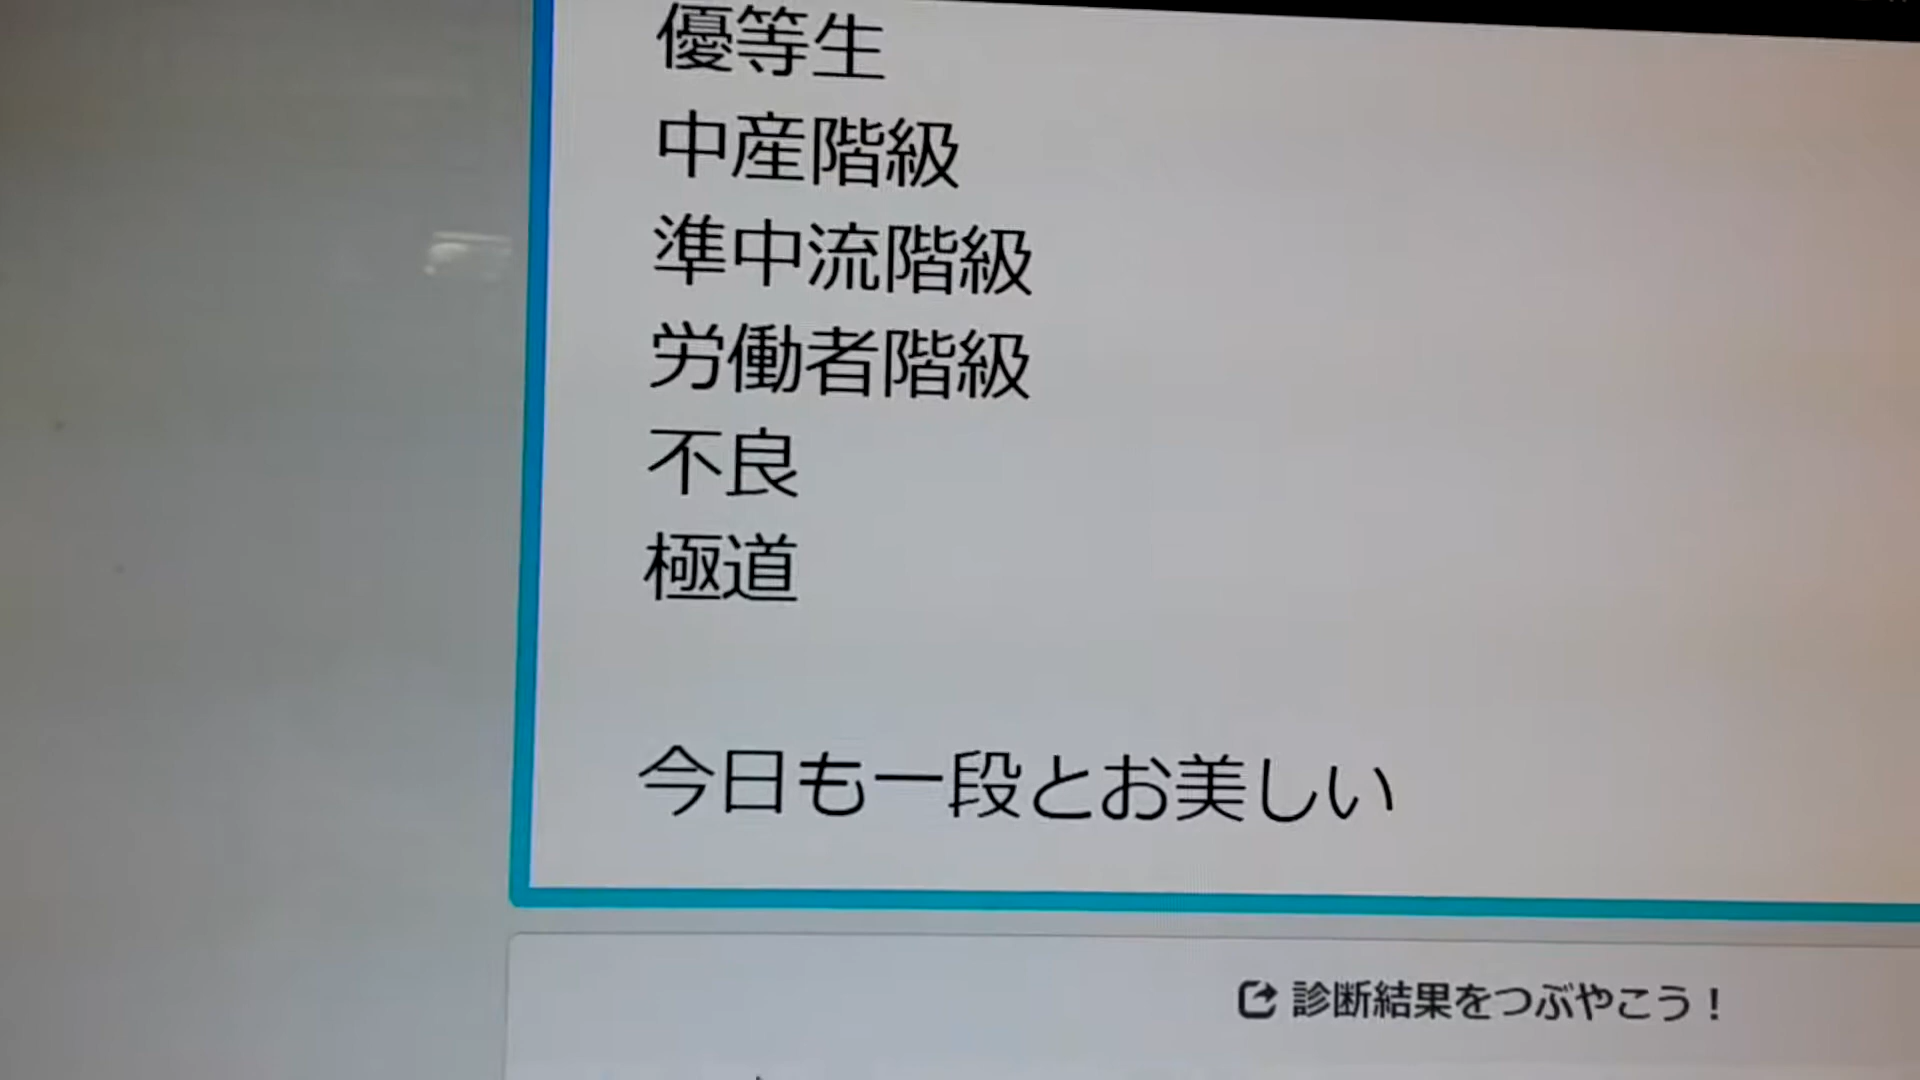 優等生
中産階級
準中流階級
労働者階級
不良
極道
今日も一段とお美しい
診断結果をつぶやこう！